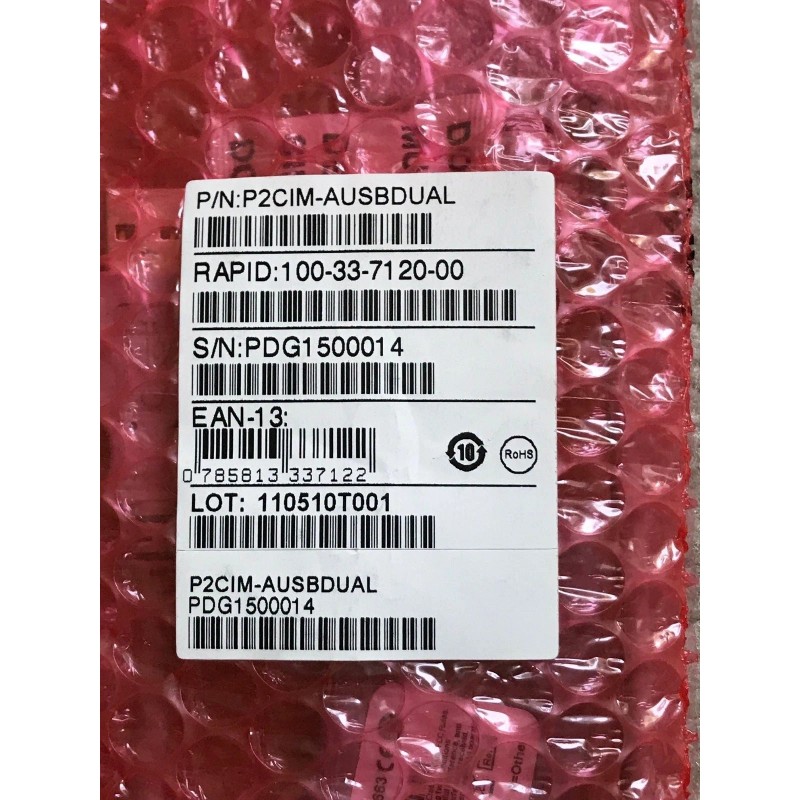 P/N:P2CIM-AUSBDUAL
RAPID:100-33-7120-00
S/N:PDG1500014
EAN-13:
0 785813 337122
10
RoHS
LOT: 110510T001
P2CIM-AUSBDUAL
PDG1500014